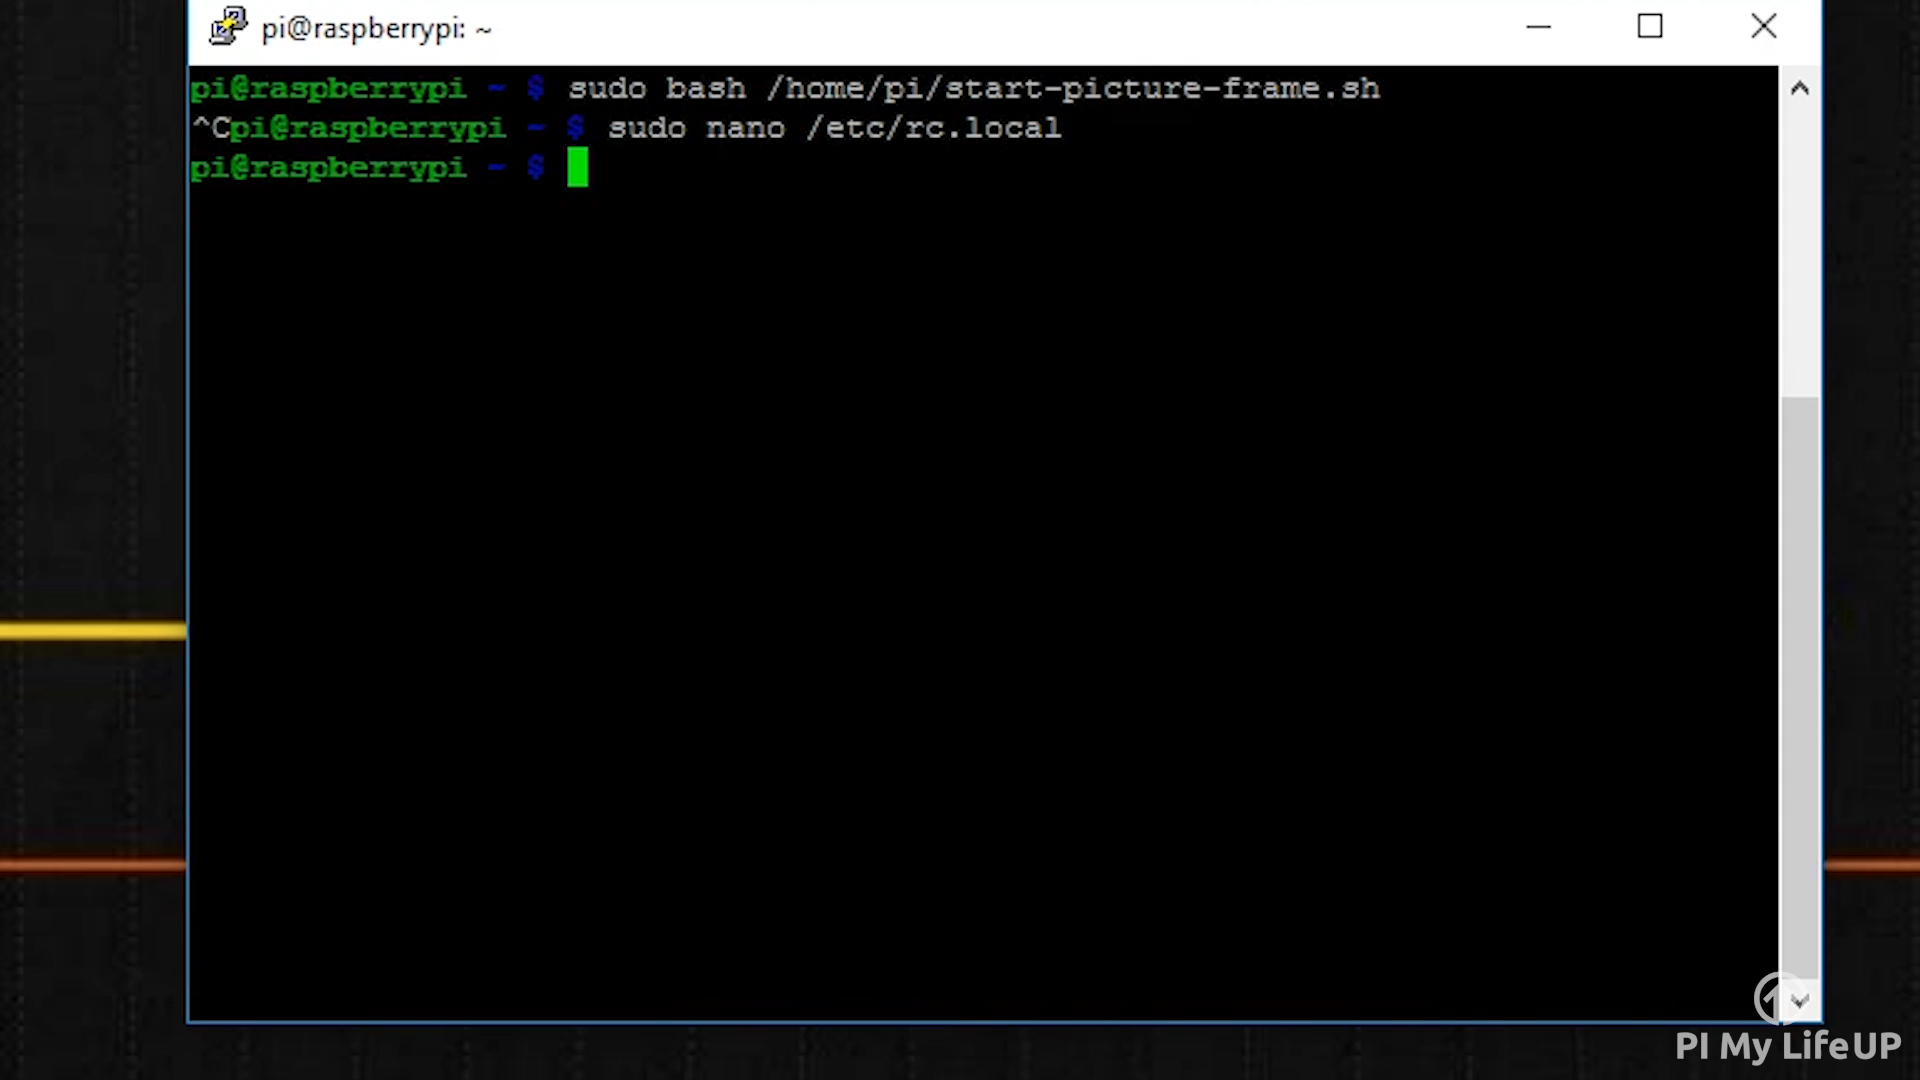 pi@raspberrypi: ~
pi@raspberrypi ~ $ sudo bash /home/pi/start-picture-frame.sh
^Cpi@raspberrypi ~ $ sudo nano /etc/rc.local
pi@raspberrypi ~ $
PI My LifeUP